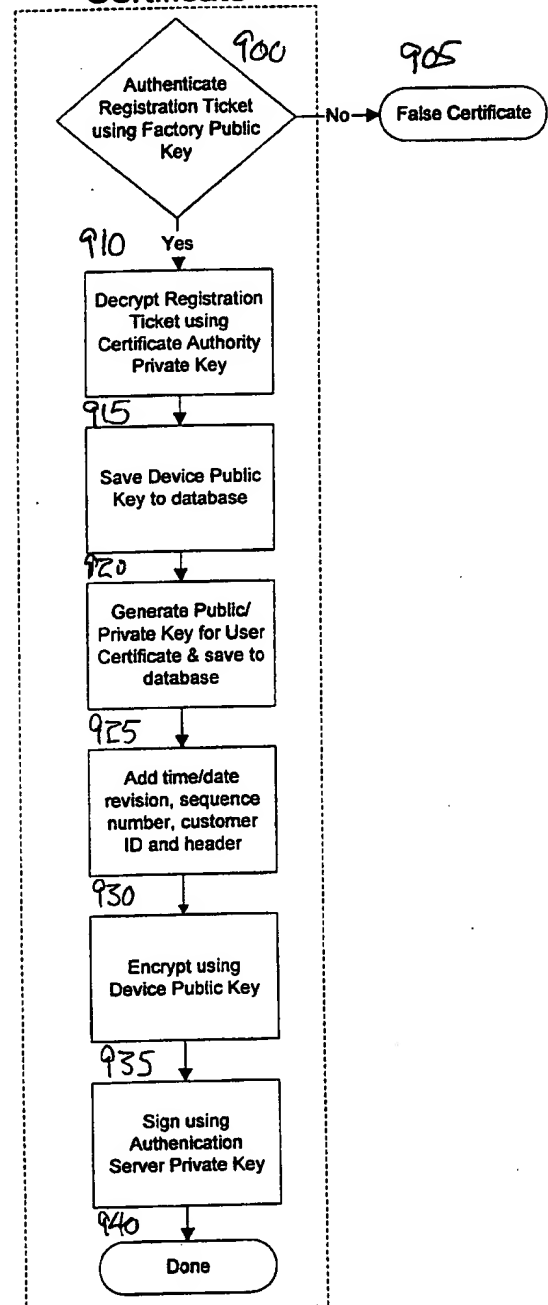 900
905
Authenticate
Registration Ticket
using Factory Public
Key
No
False Certificate
910
Yes
Decrypt Registration
Ticket using
Certificate Authority
Private Key
915
Save Device Public
Key to database
920
Generate Public/
Private Key for User
Certificate & save to
database
925
Add time/date
revision, sequence
number, customer
ID and header
930
Encrypt using
Device Public Key
935
Sign using
Authenication
Server Private Key
940
Done